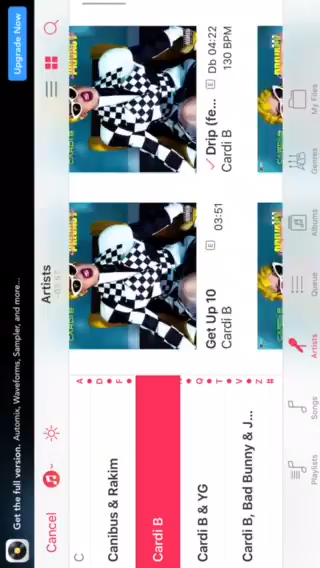 Get the full version. Automix, Waveforms, Sampler, and more...
Upgrade Now
Cancel
Artists
-03:51
C
Canibus & Rakim
Cardi B
Cardi B & YG
Cardi B, Bad Bunny & J...
A
D
F
Q
T
V
Z
#
E
03:51
Get Up 10
Cardi B
E
Db 04:22
130 BPM
Drip (fe...
Cardi B
Playlists
Songs
Artists
Queue
Albums
Genres
My Files